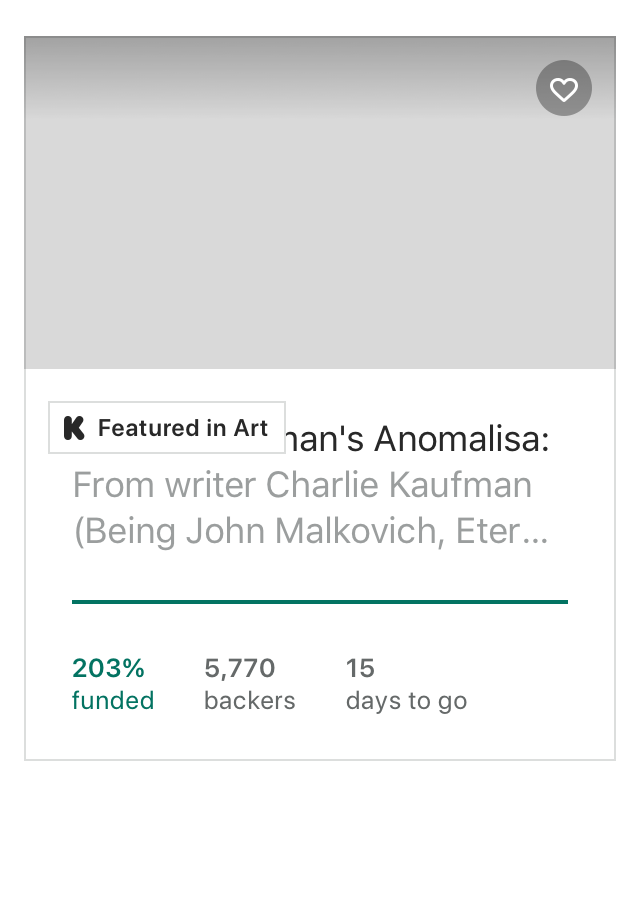 Featured in Art
man's Anomalisa:
From writer Charlie Kaufman
(Being John Malkovich, Eter...
203%
funded
5,770
backers
15
days to go